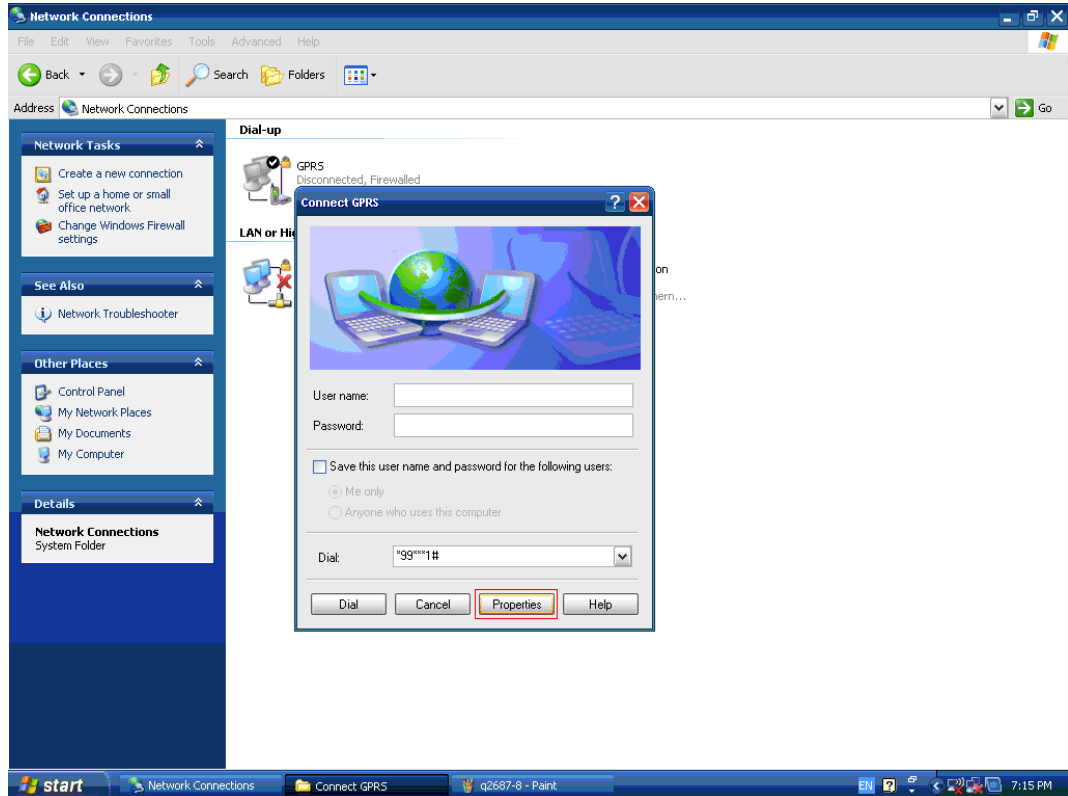 Network Connections
File Edit View Favorites Tools Advanced Help
Back Search Folders
Address Network Connections Go
Network Tasks
Create a new connection
Set up a home or small
office network
Change Windows Firewall
settings
See Also
Network Troubleshooter
Other Places
Control Panel
My Network Places
My Documents
My Computer
Details
Network Connections
System Folder
Dial-up
GPRS
Disconnected, Firewalled
LAN or Hig
on
ern...
Connect GPRS
User name:
Password:
Save this user name and password for the following users:
Me only
Anyone who uses this computer
Dial: *99***1#
Dial Cancel Properties Help
start Network Connections Connect GPRS q2687-8 - Paint EN 7:15 PM